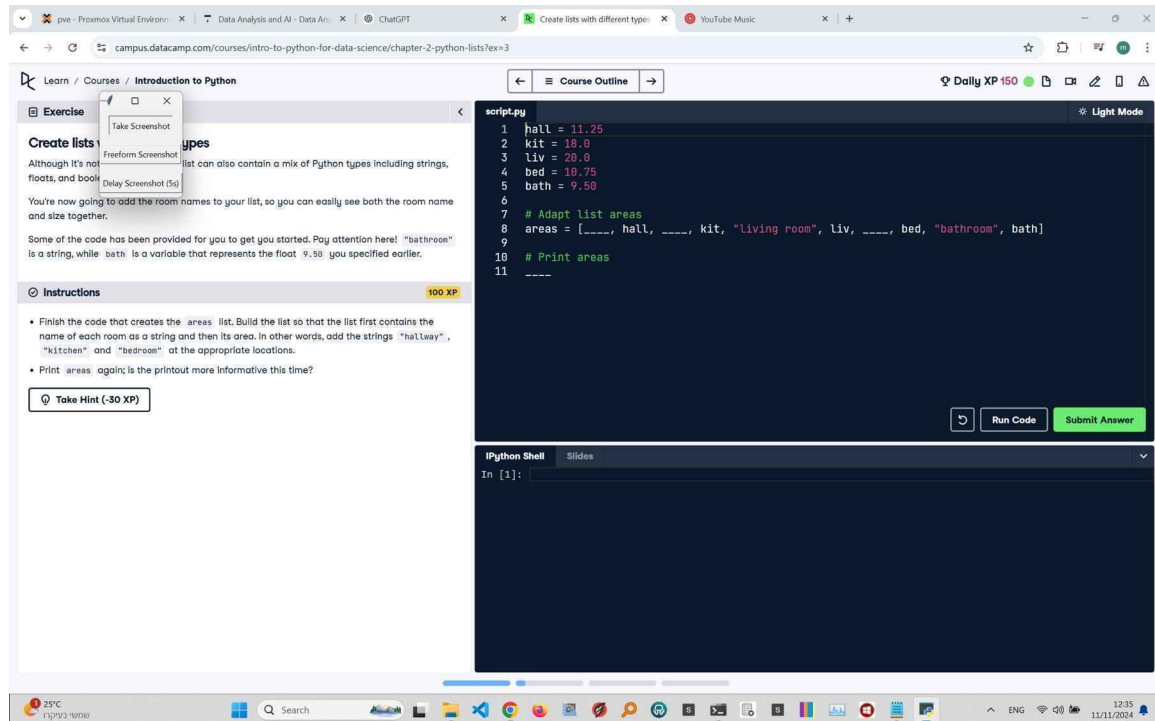 pve - Proxmox Virtual Environm
Data Analysis and AI - Data An
ChatGPT
Create lists with different types
YouTube Music
campus.datacamp.com/courses/intro-to-python-for-data-science/chapter-2-python-lists?ex=3
Learn / Courses / Introduction to Python
Course Outline
Daily XP 150
Exercise
Take Screenshot
Freeform Screenshot
Delay Screenshot (5s)
Create lists ypes
Although it's not list can also contain a mix of Python types including strings,
floats, and
You're now going to add the room names to your list, so you can easily see both the room name
and size together.
Some of the code has been provided for you to get you started. Pay attention here! "bathroom"
is a string, while bath is a variable that represents the float 9.50 you specified earlier.
Instructions
100 XP
• Finish the code that creates the areas list. Build the list so that the list first contains the
name of each room as a string and then its area. In other words, add the strings "hallway" ,
"kitchen" and "bedroom" at the appropriate locations.
• Print areas again; is the printout more informative this time?
Take Hint (-30 XP)
script.py
Light Mode
1 hall = 11.25
2 kit = 18.0
3 liv = 20.0
4 bed = 10.75
5 bath = 9.50
6
7 # Adapt list areas
8 areas = [____, hall, ____, kit, "living room", liv, ____, bed, "bathroom", bath]
9
10 # Print areas
11 ____
Run Code
Submit Answer
IPython Shell
Slides
In [1]:
25°C
שמשי בעיקרו
Search
ENG
12:35
11/11/2024